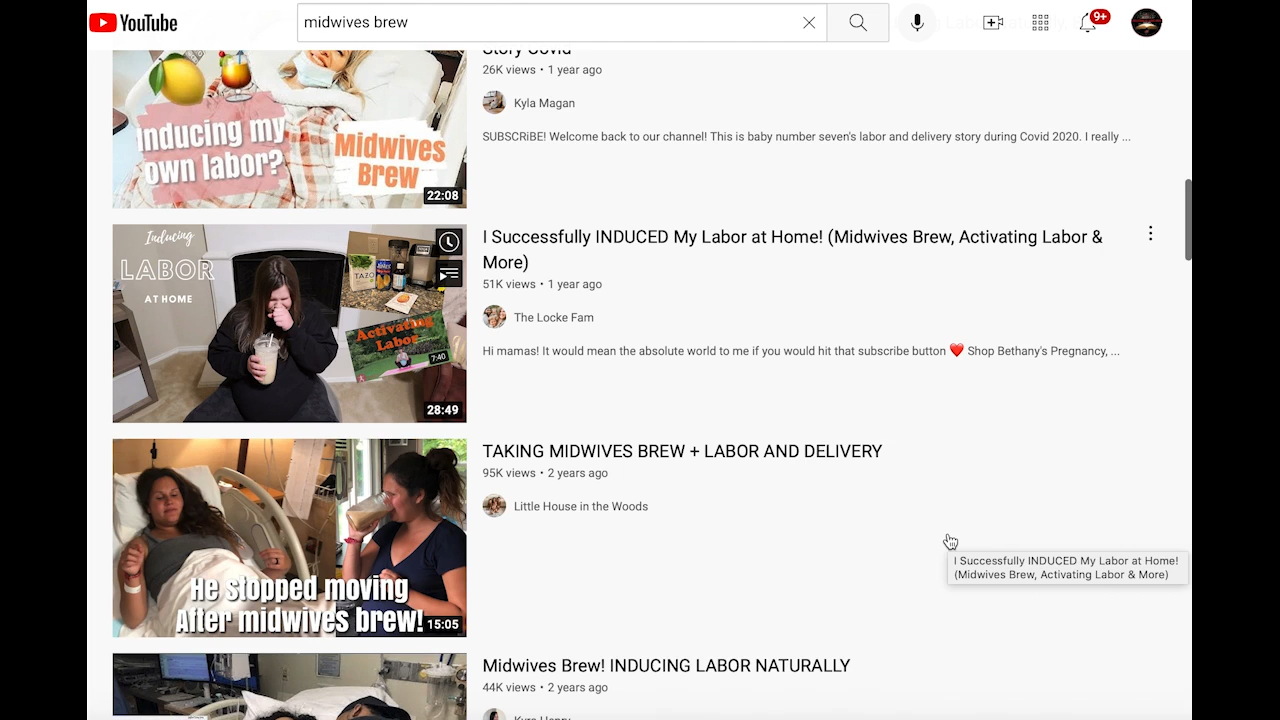 YouTube
midwives brew
9+
Story Covid
26K views • 1 year ago
Kyla Magan
SUBSCRiBE! Welcome back to our channel! This is baby number seven's labor and delivery story during Covid 2020. I really ...
Inducing my
own labor?
Midwives
Brew
22:08
Inducing
LABOR
AT HOME
TAZO
Activating
Labor
7:40
28:49
I Successfully INDUCED My Labor at Home! (Midwives Brew, Activating Labor &
More)
51K views • 1 year ago
The Locke Fam
Hi mamas! It would mean the absolute world to me if you would hit that subscribe button ❤️ Shop Bethany's Pregnancy, ...
He stopped moving
After midwives brew!
15:05
TAKING MIDWIVES BREW + LABOR AND DELIVERY
95K views • 2 years ago
Little House in the Woods
I Successfully INDUCED My Labor at Home!
(Midwives Brew, Activating Labor & More)
Midwives Brew! INDUCING LABOR NATURALLY
44K views • 2 years ago